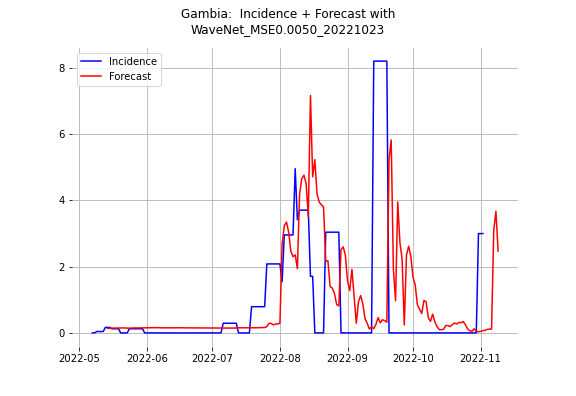 Gambia:  Incidence + Forecast with
WaveNet_MSE0.0050_20221023
Incidence
Forecast
8
6
4
2
0
2022-05 2022-06 2022-07 2022-08 2022-09 2022-10 2022-11